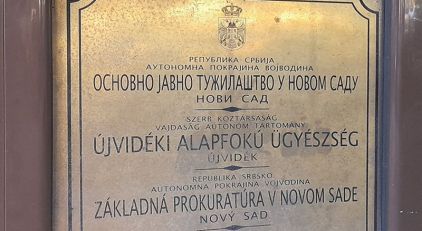 РЕПУБЛИКА СРБИЈА
АУТОНОМНА ПОКРАЈИНА ВОЈВОДИНА
ОСНОВНО ЈАВНО ТУЖИЛАШТВО У НОВОМ САДУ
НОВИ САД
SZERB KÖZTÁRSASÁG
VAJDASÁG AUTONÓM TARTOMÁNY
ÚJVIDÉKI ALAPFOKÚ ÜGYÉSZSÉG
ÚJVIDÉK
REPUBLIKA SRBSKO
AUTONOMNA POKRAJINA VOJVODINA
ZÁKLADNÁ PROKURATÚRA V NOVOM SADE
NOVÝ SAD